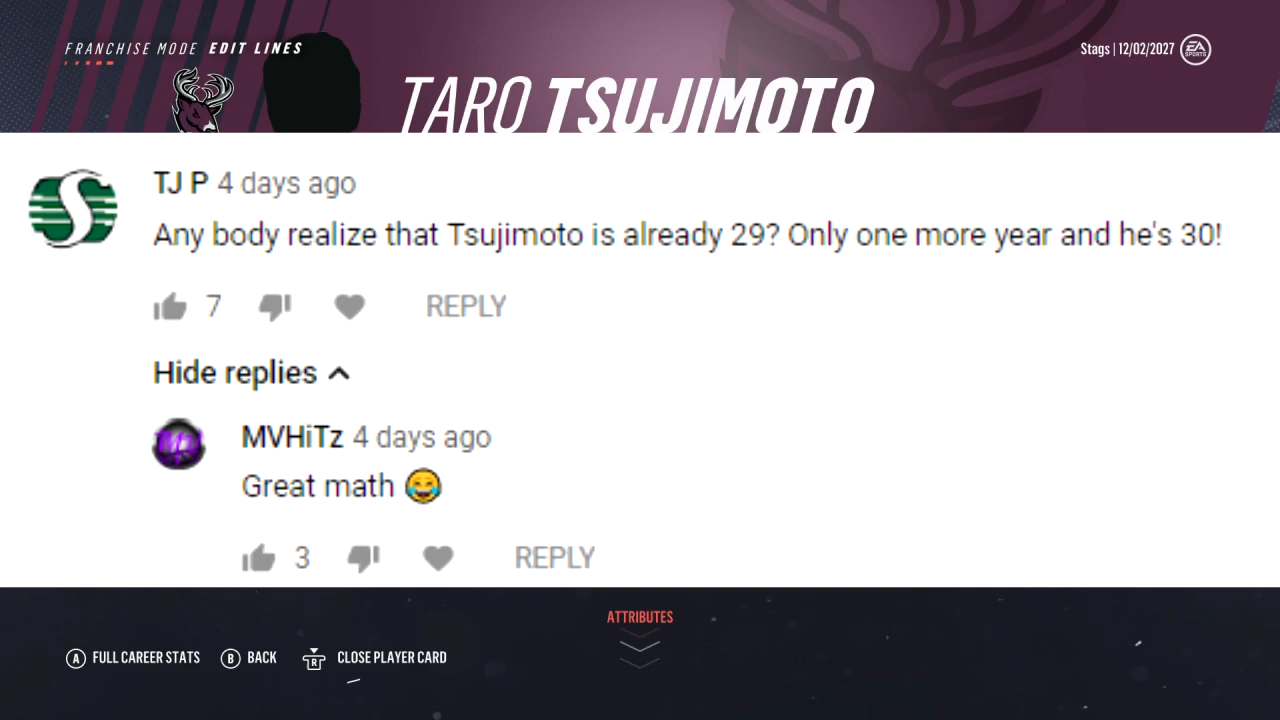 FRANCHISE MODE EDIT LINES
Stags | 12/02/2027
EA SPORTS
TARO TSUJIMOTO
TJ P 4 days ago
Any body realize that Tsujimoto is already 29? Only one more year and he's 30!
7 REPLY
Hide replies
MVHiTz 4 days ago
Great math 😂
3 REPLY
ATTRIBUTES
A FULL CAREER STATS B BACK R CLOSE PLAYER CARD